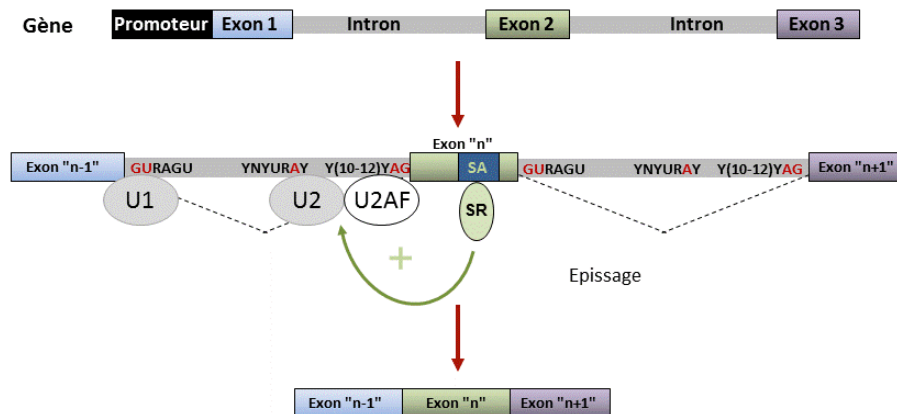 Gène Promoteur Exon 1 Intron Exon 2 Intron Exon 3
Exon "n"
Exon "n-1" GURAGU YNYURAY Y(10-12)YAG SA GURAGU YNYURAY Y(10-12)YAG Exon "n+1"
U1 U2 U2AF SR
+
Epissage
Exon "n-1" Exon "n" Exon "n+1"